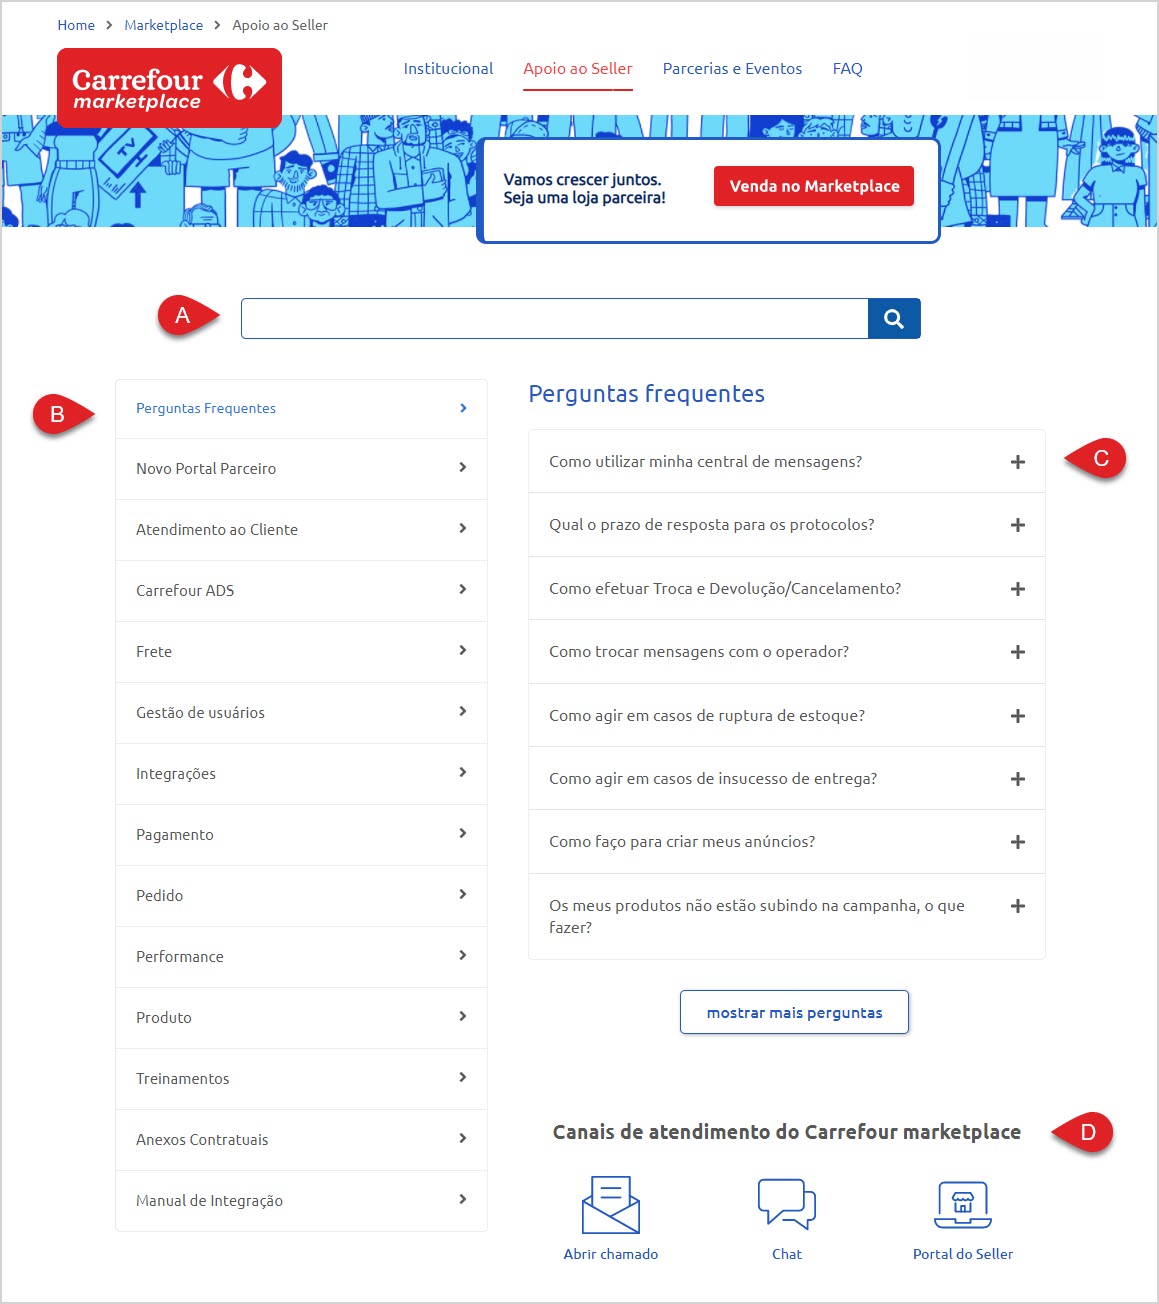 Home > Marketplace > Apoio ao Seller
Carrefour
marketplace
Institucional Apoio ao Seller Parcerias e Eventos FAQ
TV
Vamos crescer juntos.
Seja uma loja parceira!
Venda no Marketplace
A
B
Perguntas Frequentes
Novo Portal Parceiro
Atendimento ao Cliente
Carrefour ADS
Frete
Gestão de usuários
Integrações
Pagamento
Pedido
Performance
Produto
Treinamentos
Anexos Contratuais
Manual de Integração
Perguntas frequentes
C
Como utilizar minha central de mensagens?
Qual o prazo de resposta para os protocolos?
Como efetuar Troca e Devolução/Cancelamento?
Como trocar mensagens com o operador?
Como agir em casos de ruptura de estoque?
Como agir em casos de insucesso de entrega?
Como faço para criar meus anúncios?
Os meus produtos não estão subindo na campanha, o que
fazer?
mostrar mais perguntas
Canais de atendimento do Carrefour marketplace
D
Abrir chamado
Chat
Portal do Seller